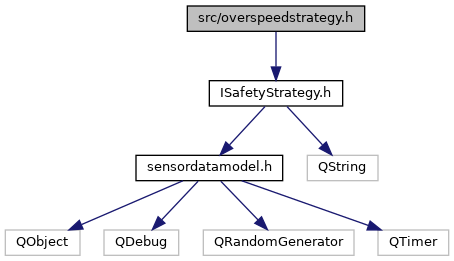 src/overspeedstrategy.h
ISafetyStrategy.h
sensordatamodel.h
QString
QObject
QDebug
QRandomGenerator
QTimer